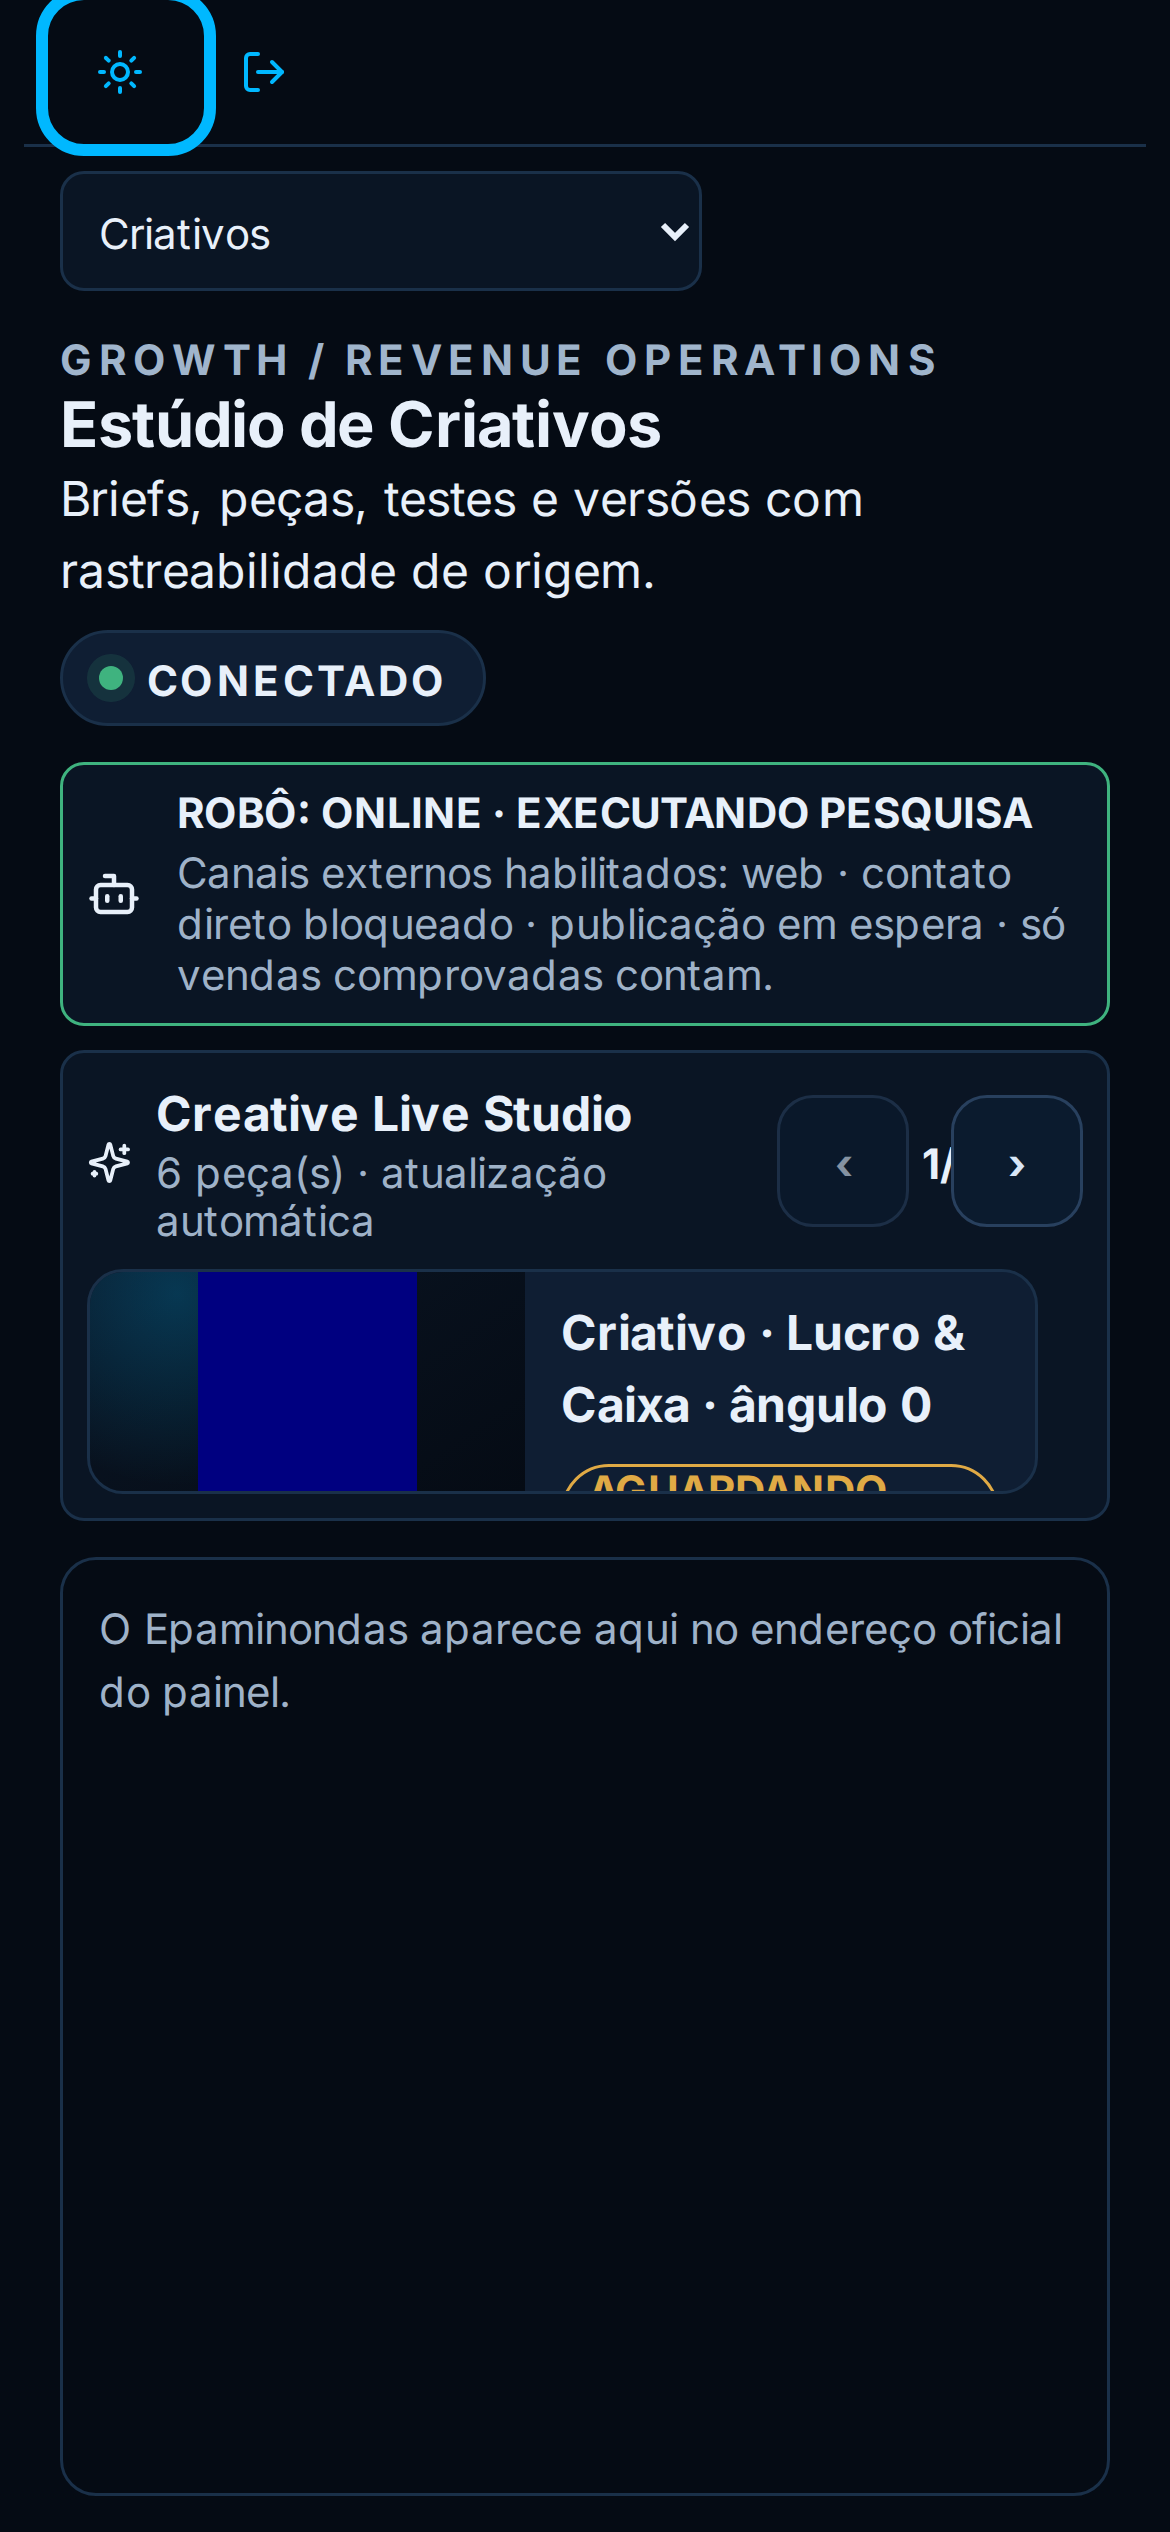 Criativos
GROWTH / REVENUE OPERATIONS
Estúdio de Criativos
Briefs, peças, testes e versões com
rastreabilidade de origem.
CONECTADO
ROBÔ: ONLINE · EXECUTANDO PESQUISA
Canais externos habilitados: web · contato
direto bloqueado · publicação em espera · só
vendas comprovadas contam.
Creative Live Studio
6 peça(s) · atualização
automática
‹ 1/ ›
Criativo · Lucro &
Caixa · ângulo 0
AGUARDANDO
O Epaminondas aparece aqui no endereço oficial
do painel.